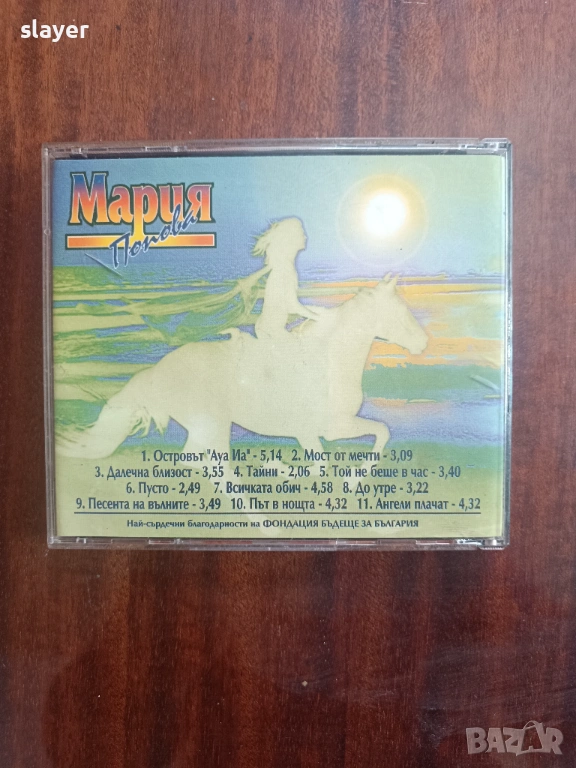 slayer
Мария
Попова
1. Островът "Ауа Иа" - 5,14 2. Мост от мечти - 3,09
3. Далечна близост - 3,55 4. Тайни - 2,06 5. Той не беше в час - 3,40
6. Пусто - 2,49 7. Всичката обич - 4,58 8. До утре - 3,22
9. Песента на вълните - 3,49 10. Път в нощта - 4,32 11. Ангели плачат - 4,32
Най-сърдечни благодарности на ФОНДАЦИЯ БЪДЕЩЕ ЗА БЪЛГАРИЯ
BAZAR